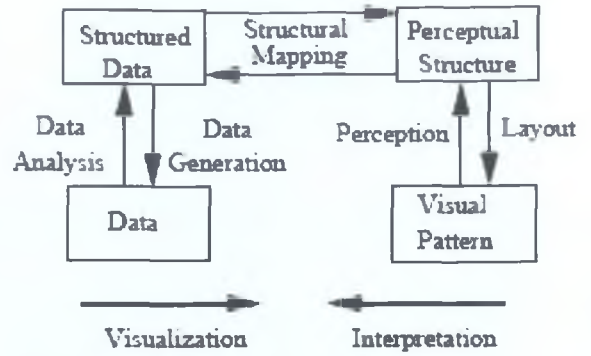 Structured
Data
Structural
Mapping
Perceptual
Structure
Data
Analysis
Data
Generation
Perception
Layout
Data
Visual
Pattern
Visualization
Interpretation